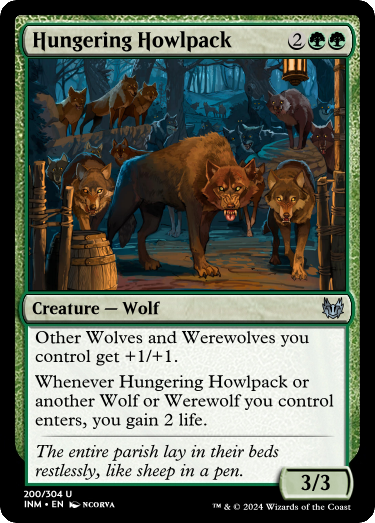 Hungering Howlpack 2
Creature — Wolf
Other Wolves and Werewolves you
control get +1/+1.
Whenever Hungering Howlpack or
another Wolf or Werewolf you control
enters, you gain 2 life.
The entire parish lay in their beds
restlessly, like sheep in a pen.
3/3
200/304 U
INM • EN NCORVA
™ & © 2024 Wizards of the Coast